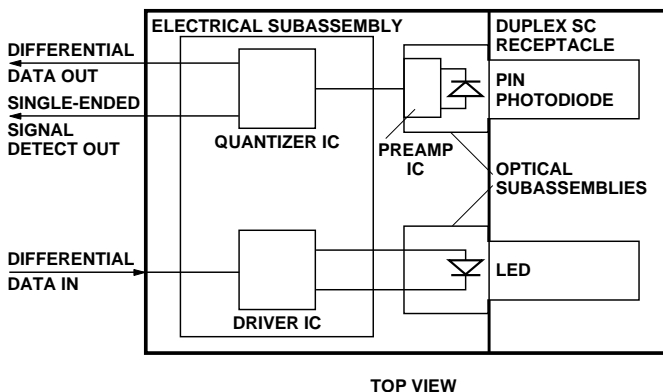 ELECTRICAL SUBASSEMBLY
DUPLEX SC
RECEPTACLE
DIFFERENTIAL
DATA OUT
SINGLE-ENDED
SIGNAL
DETECT OUT
QUANTIZER IC
PREAMP
IC
PIN
PHOTODIODE
OPTICAL
SUBASSEMBLIES
DIFFERENTIAL
DATA IN
DRIVER IC
LED
TOP VIEW